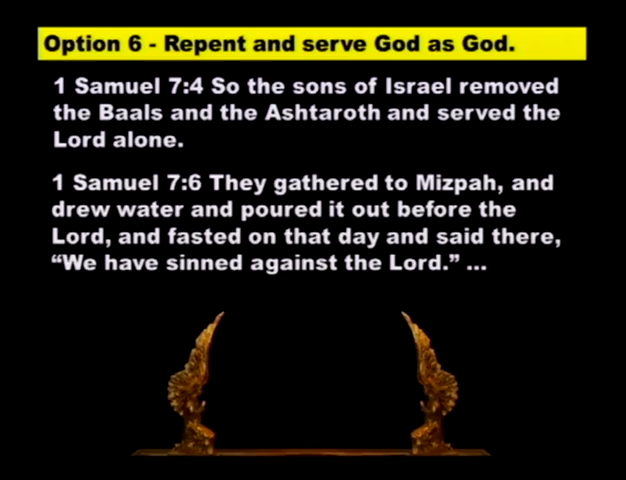 Option 6 - Repent and serve God as God.
1 Samuel 7:4 So the sons of Israel removed
the Baals and the Ashtaroth and served the
Lord alone.
1 Samuel 7:6 They gathered to Mizpah, and
drew water and poured it out before the
Lord, and fasted on that day and said there,
“We have sinned against the Lord.” ...